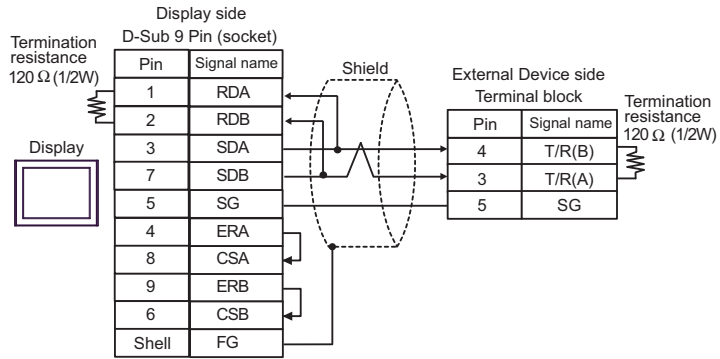 Display side
D-Sub 9 Pin (socket)
Termination
resistance
120 Ω (1/2W)
Pin Signal name
1 RDA
2 RDB
3 SDA
7 SDB
5 SG
4 ERA
8 CSA
9 ERB
6 CSB
Shell FG
Display
Shield
External Device side
Terminal block
Pin Signal name
4 T/R(B)
3 T/R(A)
5 SG
Termination
resistance
120 Ω (1/2W)